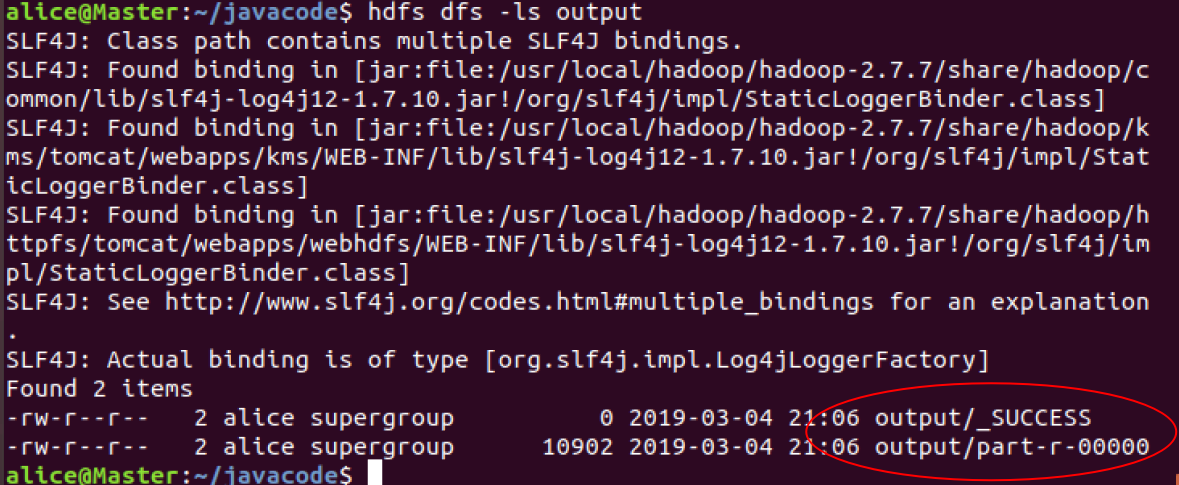 alice@Master:~/javacode$ hdfs dfs -ls output
SLF4J: Class path contains multiple SLF4J bindings.
SLF4J: Found binding in [jar:file:/usr/local/hadoop/hadoop-2.7.7/share/hadoop/c
ommon/lib/slf4j-log4j12-1.7.10.jar!/org/slf4j/impl/StaticLoggerBinder.class]
SLF4J: Found binding in [jar:file:/usr/local/hadoop/hadoop-2.7.7/share/hadoop/k
ms/tomcat/webapps/kms/WEB-INF/lib/slf4j-log4j12-1.7.10.jar!/org/slf4j/impl/Stat
icLoggerBinder.class]
SLF4J: Found binding in [jar:file:/usr/local/hadoop/hadoop-2.7.7/share/hadoop/h
ttpfs/tomcat/webapps/webhdfs/WEB-INF/lib/slf4j-log4j12-1.7.10.jar!/org/slf4j/im
pl/StaticLoggerBinder.class]
SLF4J: See http://www.slf4j.org/codes.html#multiple_bindings for an explanation
.
SLF4J: Actual binding is of type [org.slf4j.impl.Log4jLoggerFactory]
Found 2 items
-rw-r--r--   2 alice supergroup          0 2019-03-04 21:06 output/_SUCCESS
-rw-r--r--   2 alice supergroup      10902 2019-03-04 21:06 output/part-r-00000
alice@Master:~/javacode$